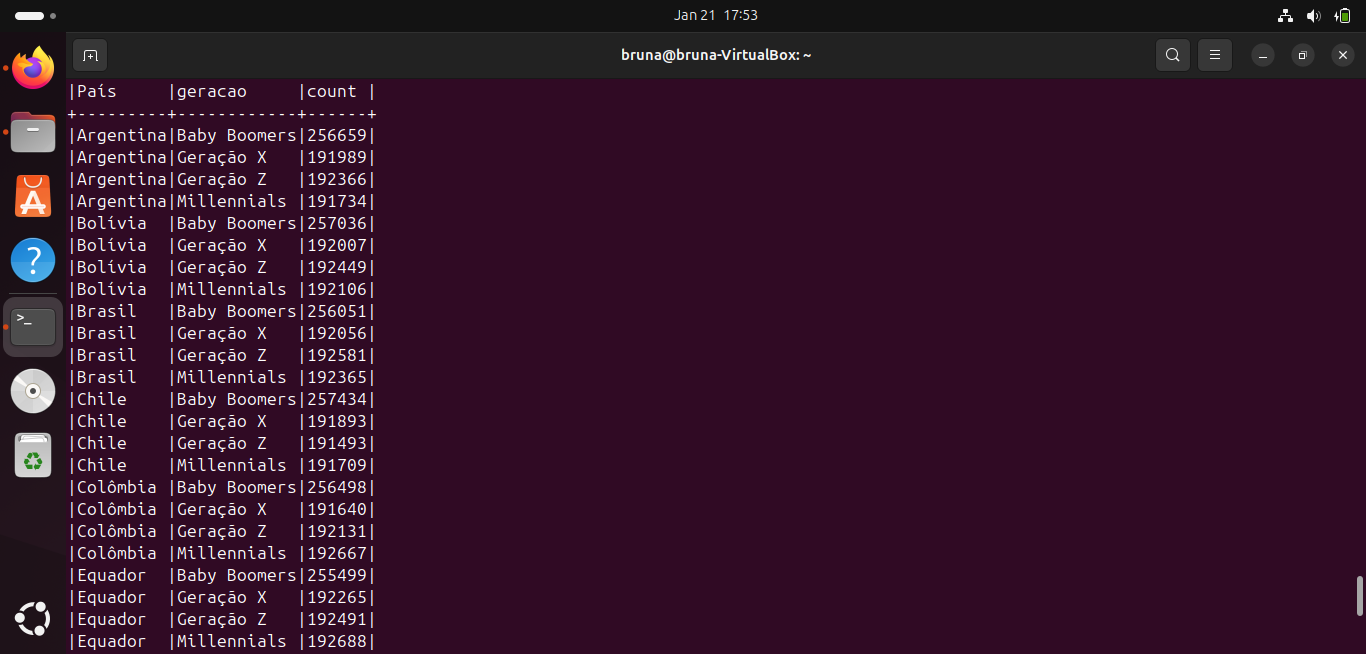 Jan 21 17:53
bruna@bruna-VirtualBox: ~
|País     |geracao     |count |
+---------+------------+------+
|Argentina|Baby Boomers|256659|
|Argentina|Geração X   |191989|
|Argentina|Geração Z   |192366|
|Argentina|Millennials |191734|
|Bolívia  |Baby Boomers|257036|
|Bolívia  |Geração X   |192007|
|Bolívia  |Geração Z   |192449|
|Bolívia  |Millennials |192106|
|Brasil   |Baby Boomers|256051|
|Brasil   |Geração X   |192056|
|Brasil   |Geração Z   |192581|
|Brasil   |Millennials |192365|
|Chile    |Baby Boomers|257434|
|Chile    |Geração X   |191893|
|Chile    |Geração Z   |191493|
|Chile    |Millennials |191709|
|Colômbia |Baby Boomers|256498|
|Colômbia |Geração X   |191640|
|Colômbia |Geração Z   |192131|
|Colômbia |Millennials |192667|
|Equador  |Baby Boomers|255499|
|Equador  |Geração X   |192265|
|Equador  |Geração Z   |192491|
|Equador  |Millennials |192688|